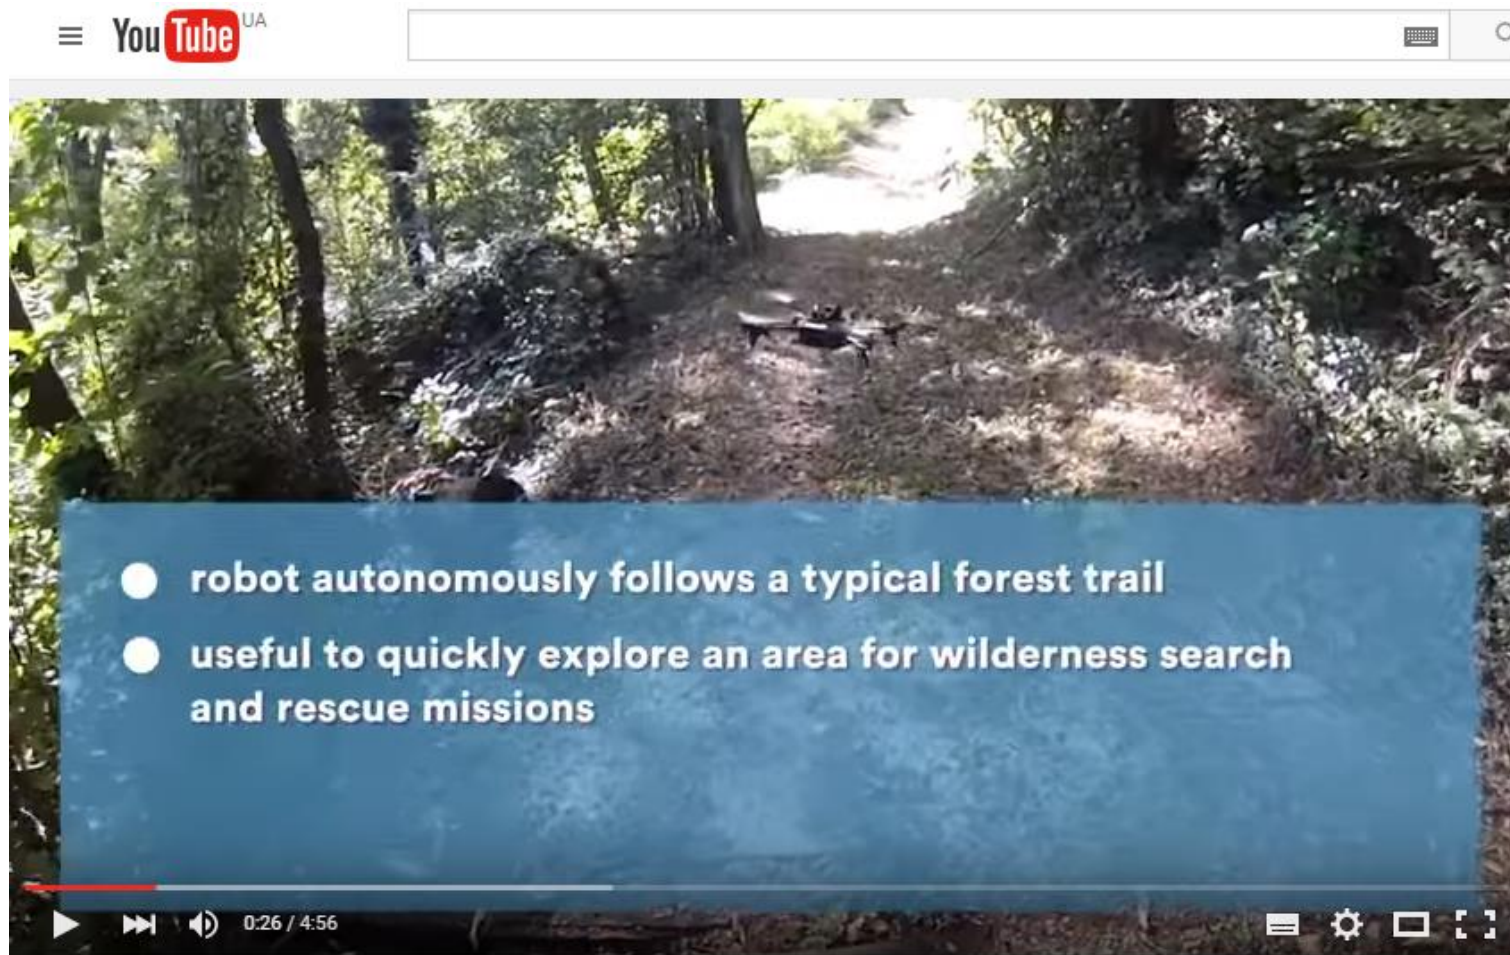 YouTube UA
robot autonomously follows a typical forest trail
useful to quickly explore an area for wilderness search
and rescue missions
0:26 / 4:56